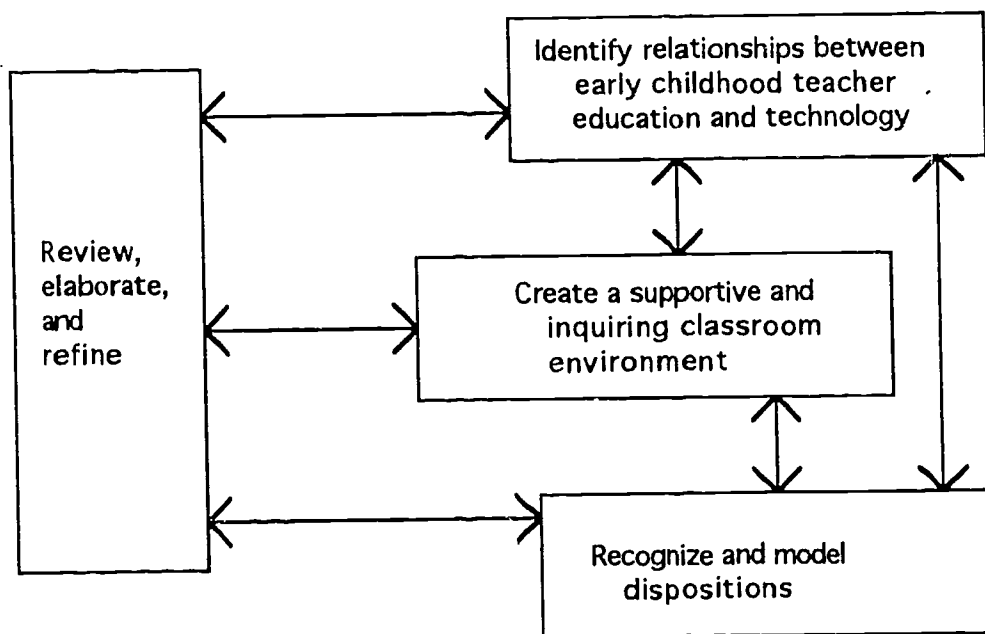 Identify relationships between
early childhood teacher
education and technology
Review,
elaborate,
and
refine
Create a supportive and
inquiring classroom
environment
Recognize and model
dispositions